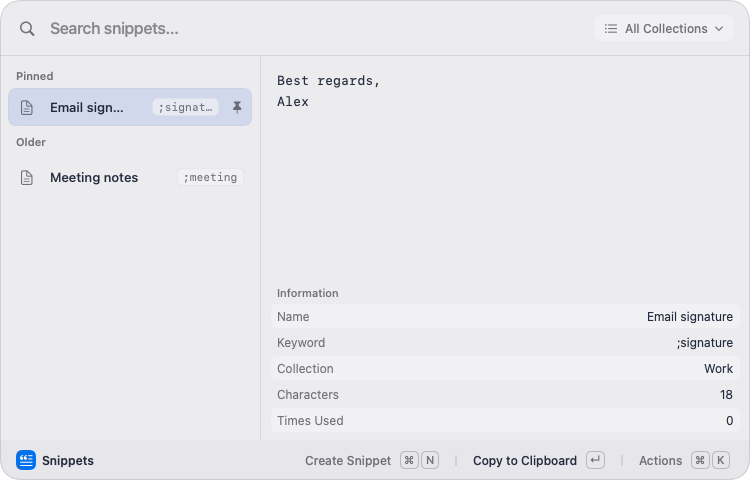 Search snippets...
All Collections
Pinned
Email sign... ;signat...
Older
Meeting notes ;meeting
Best regards,
Alex
Information
Name Email signature
Keyword ;signature
Collection Work
Characters 18
Times Used 0
Snippets
Create Snippet ⌘ N
Copy to Clipboard ↵
Actions ⌘ K